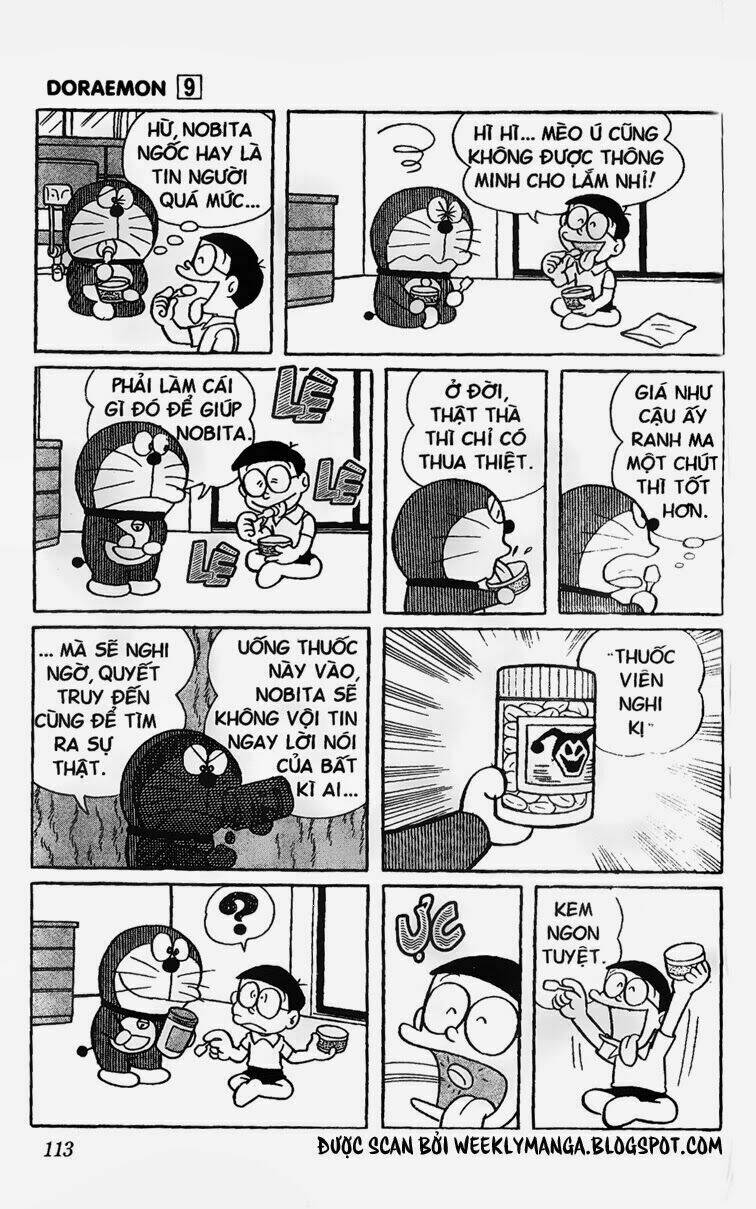 DORAEMON 9
HỪ, NOBITA
NGỐC HAY LÀ
TIN NGƯỜI
QUÁ MỨC...
HÌ HÌ... MÈO Ú CŨNG
KHÔNG ĐƯỢC THÔNG
MINH CHO LẮM NHỈ!
PHẢI LÀM CÁI
GÌ ĐÓ ĐỂ GIÚP
NOBITA.
LÊ
LÊ
LÊ
Ở ĐỜI,
THẬT THÀ
THÌ CHỈ CÓ
THUA THIỆT.
GIÁ NHƯ
CẬU ẤY
RANH MA
MỘT CHÚT
THÌ TỐT
HƠN.
... MÀ SẼ NGHI
NGỜ, QUYẾT
TRUY ĐẾN
CÙNG ĐỂ TÌM
RA SỰ
THẬT.
UỐNG THUỐC
NÀY VÀO,
NOBITA SẼ
KHÔNG VỘI TIN
NGAY LỜI NÓI
CỦA BẤT
KÌ AI...
"THUỐC
VIÊN
NGHI
KỊ"
?
ỰC
KEM
NGON
TUYỆT.
113
ĐƯỢC SCAN BỞI WEEKLYMANGA.BLOGSPOT.COM